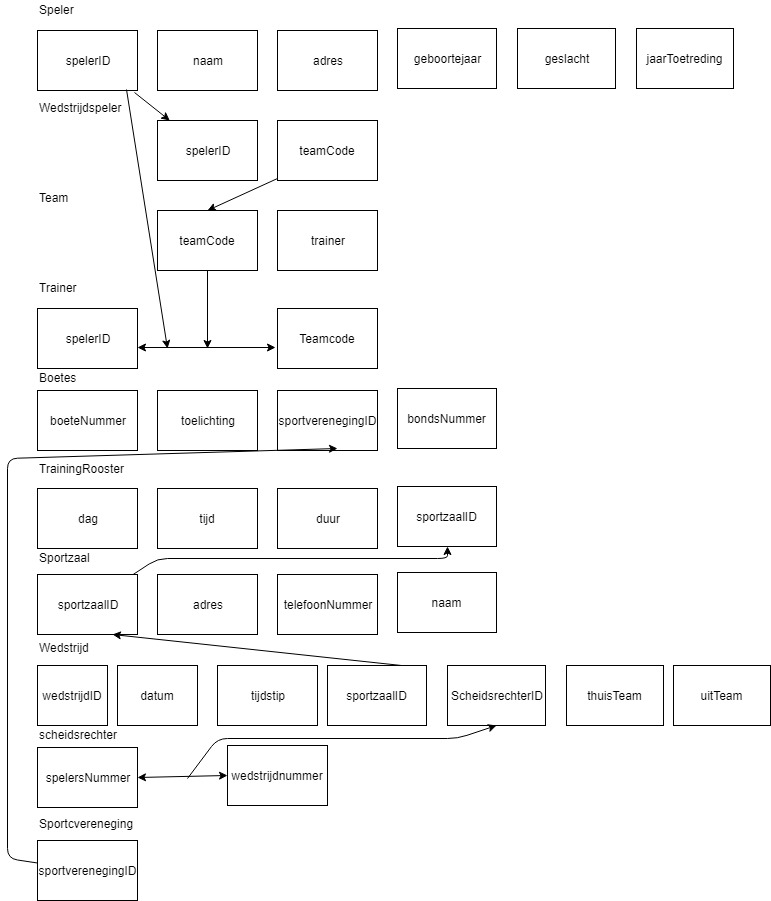 Speler
spelerID naam adres geboortejaar geslacht jaarToetreding
Wedstrijdspeler
spelerID teamCode
Team
teamCode trainer
Trainer
spelerID Teamcode
Boetes
boeteNummer toelichting sportverenegingID bondsNummer
TrainingRooster
dag tijd duur sportzaalID
Sportzaal
sportzaalID adres telefoonNummer naam
Wedstrijd
wedstrijdID datum tijdstip sportzaalID ScheidsrechterID thuisTeam uitTeam
scheidsrechter
spelersNummer wedstrijdnummer
Sportcvereneging
sportverenegingID